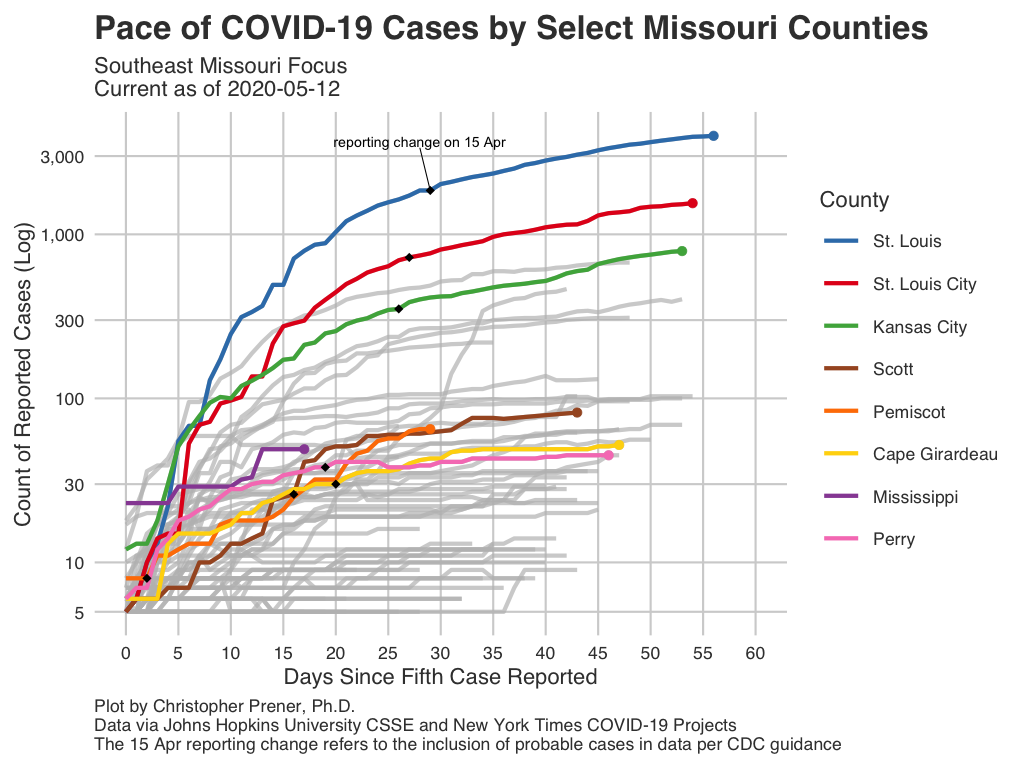 Pace of COVID-19 Cases by Select Missouri Counties
Southeast Missouri Focus
Current as of 2020-05-12
reporting change on 15 Apr
Count of Reported Cases (Log)
3,000
1,000
300
100
30
10
5
0 5 10 15 20 25 30 35 40 45 50 55 60
Days Since Fifth Case Reported
County
St. Louis
St. Louis City
Kansas City
Scott
Pemiscot
Cape Girardeau
Mississippi
Perry
Plot by Christopher Prener, Ph.D.
Data via Johns Hopkins University CSSE and New York Times COVID-19 Projects
The 15 Apr reporting change refers to the inclusion of probable cases in data per CDC guidance